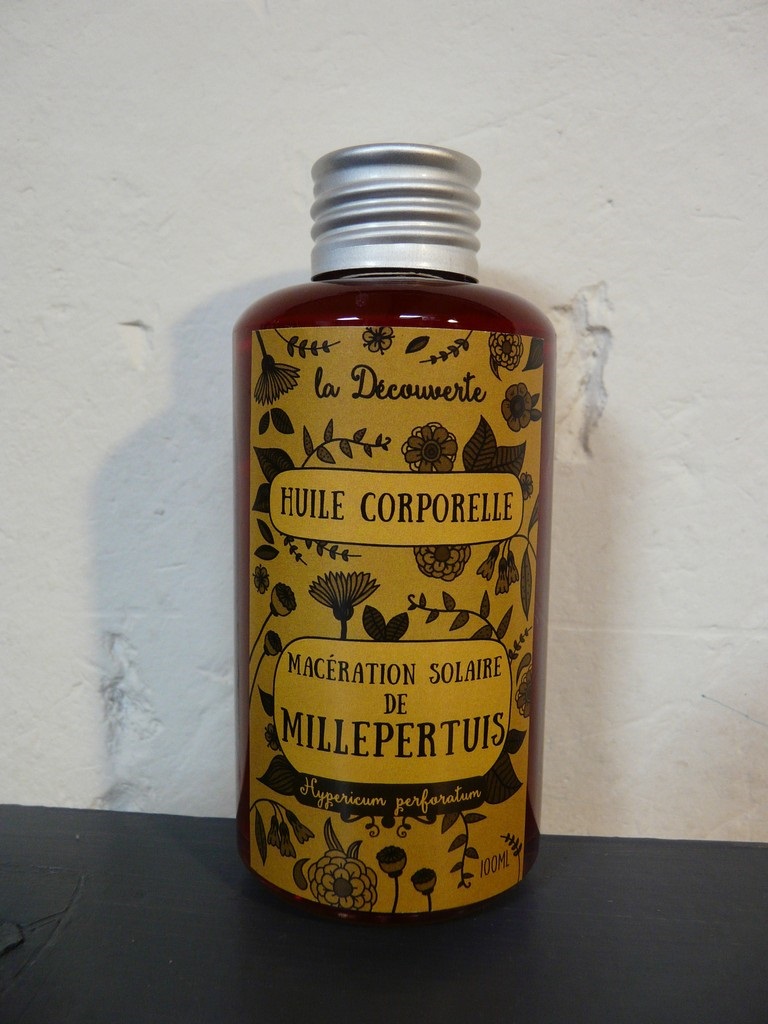 la Découverte
HUILE CORPORELLE
MACÉRATION SOLAIRE
DE
MILLEPERTUIS
Hypericum perforatum
100ML